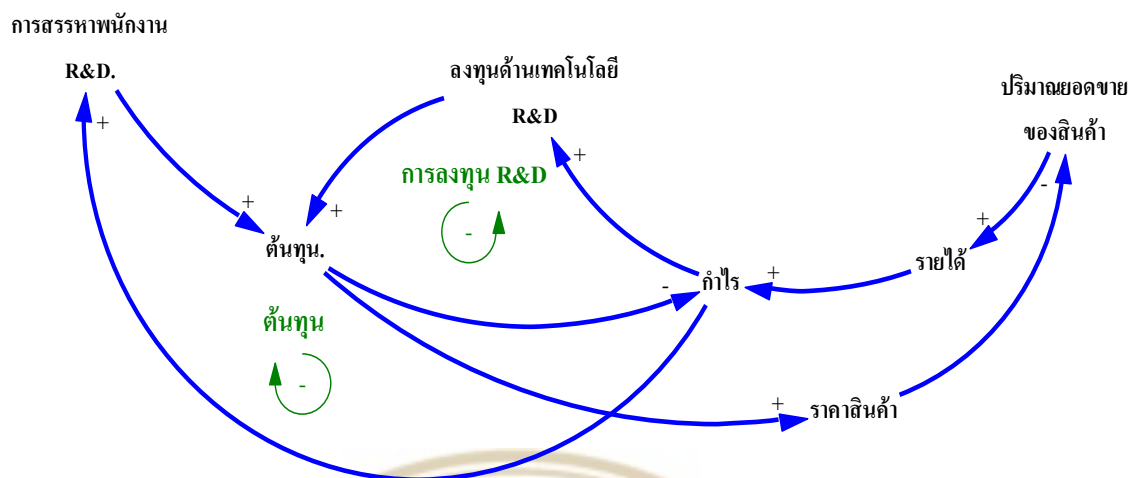 การสรรหาพนักงาน
R&D.
+
ลงทุนด้านเทคโนโลยี
R&D
+
ปริมาณยอดขาย
ของสินค้า
-
การลงทุน R&D
-
+
+
ต้นทุน.
+
รายได้
+
กำไร
-
ต้นทุน
-
+
ราคาสินค้า